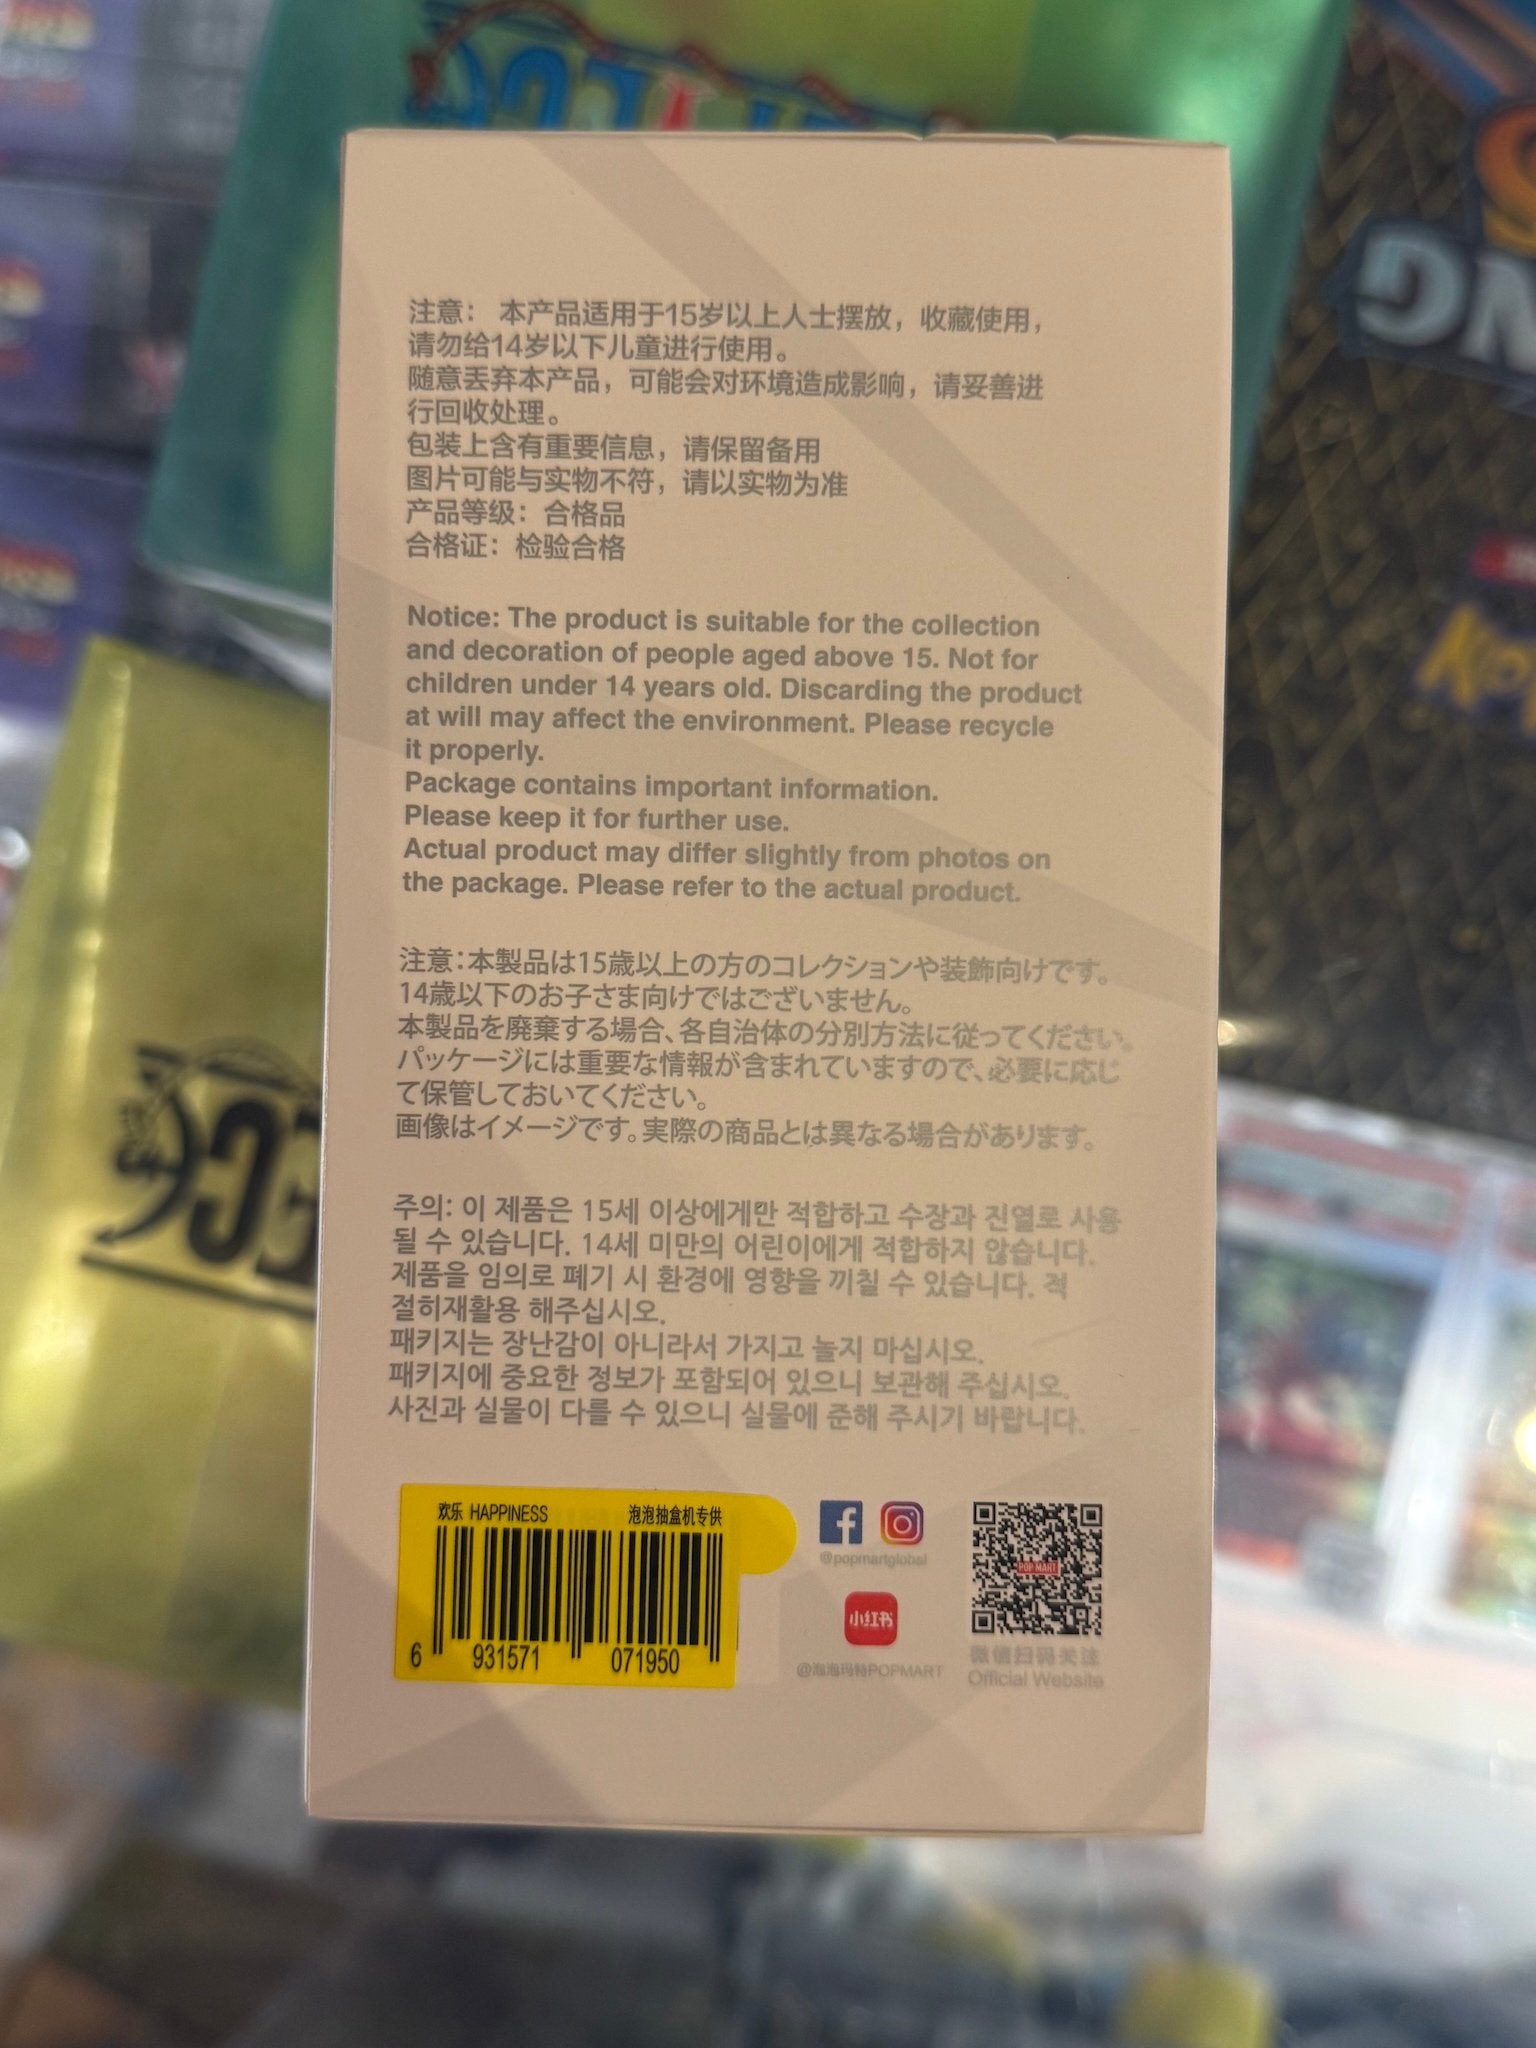 注意： 本产品适用于15岁以上人士摆放，收藏使用，
请勿给14岁以下儿童进行使用。
随意丢弃本产品，可能会对环境造成影响，请妥善进
行回收处理。
包装上含有重要信息，请保留备用
图片可能与实物不符，请以实物为准
产品等级：合格品
合格证：检验合格
Notice: The product is suitable for the collection
and decoration of people aged above 15. Not for
children under 14 years old. Discarding the product
at will may affect the environment. Please recycle
it properly.
Package contains important information.
Please keep it for further use.
Actual product may differ slightly from photos on
the package. Please refer to the actual product.
注意：本製品は15歳以上の方のコレクションや装飾向けです。
14歳以下のお子さま向けではございません。
本製品を廃棄する場合、各自治体の分別方法に従ってください。
パッケージには重要な情報が含まれていますので、必要に応じ
て保管しておいてください。
画像はイメージです。実際の商品とは異なる場合があります。
주의: 이 제품은 15세 이상에게만 적합하고 수장과 진열로 사용
될 수 있습니다. 14세 미만의 어린이에게 적합하지 않습니다.
제품을 임의로 폐기 시 환경에 영향을 끼칠 수 있습니다. 적
절히재활용 해주십시오.
패키지는 장난감이 아니라서 가지고 놀지 마십시오.
패키지에 중요한 정보가 포함되어 있으니 보관해 주십시오.
사진과 실물이 다를 수 있으니 실물에 준해 주시기 바랍니다.
欢乐 HAPPINESS 泡泡抽盒机专供
6 931571 071950
@popmartglobal
小红书
@泡泡玛特POPMART
POP MART
微信扫码关注
Official Website
NG